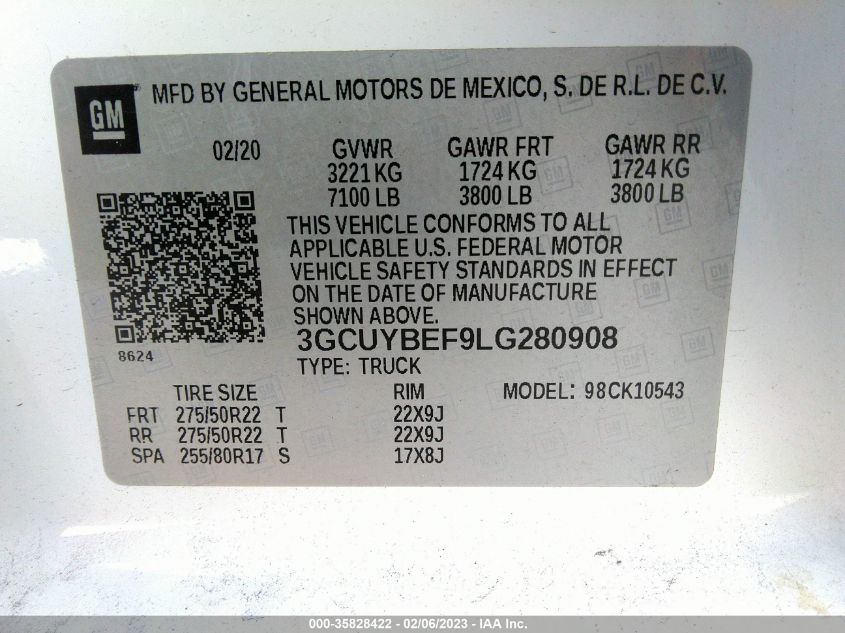 GM
MFD BY GENERAL MOTORS DE MEXICO, S. DE R.L. DE C.V.
02/20 GVWR GAWR FRT GAWR RR
3221 KG 1724 KG 1724 KG
7100 LB 3800 LB 3800 LB
THIS VEHICLE CONFORMS TO ALL
APPLICABLE U.S. FEDERAL MOTOR
VEHICLE SAFETY STANDARDS IN EFFECT
ON THE DATE OF MANUFACTURE
SHOWN ABOVE.
8624
3GCUYBEF9LG280908
TYPE: TRUCK
TIRE SIZE RIM MODEL: 98CK10543
FRT 275/50R22 T 22X9J
RR 275/50R22 T 22X9J
SPA 255/80R17 S 17X8J
000-35828422 - 02/06/2023 - IAA Inc.